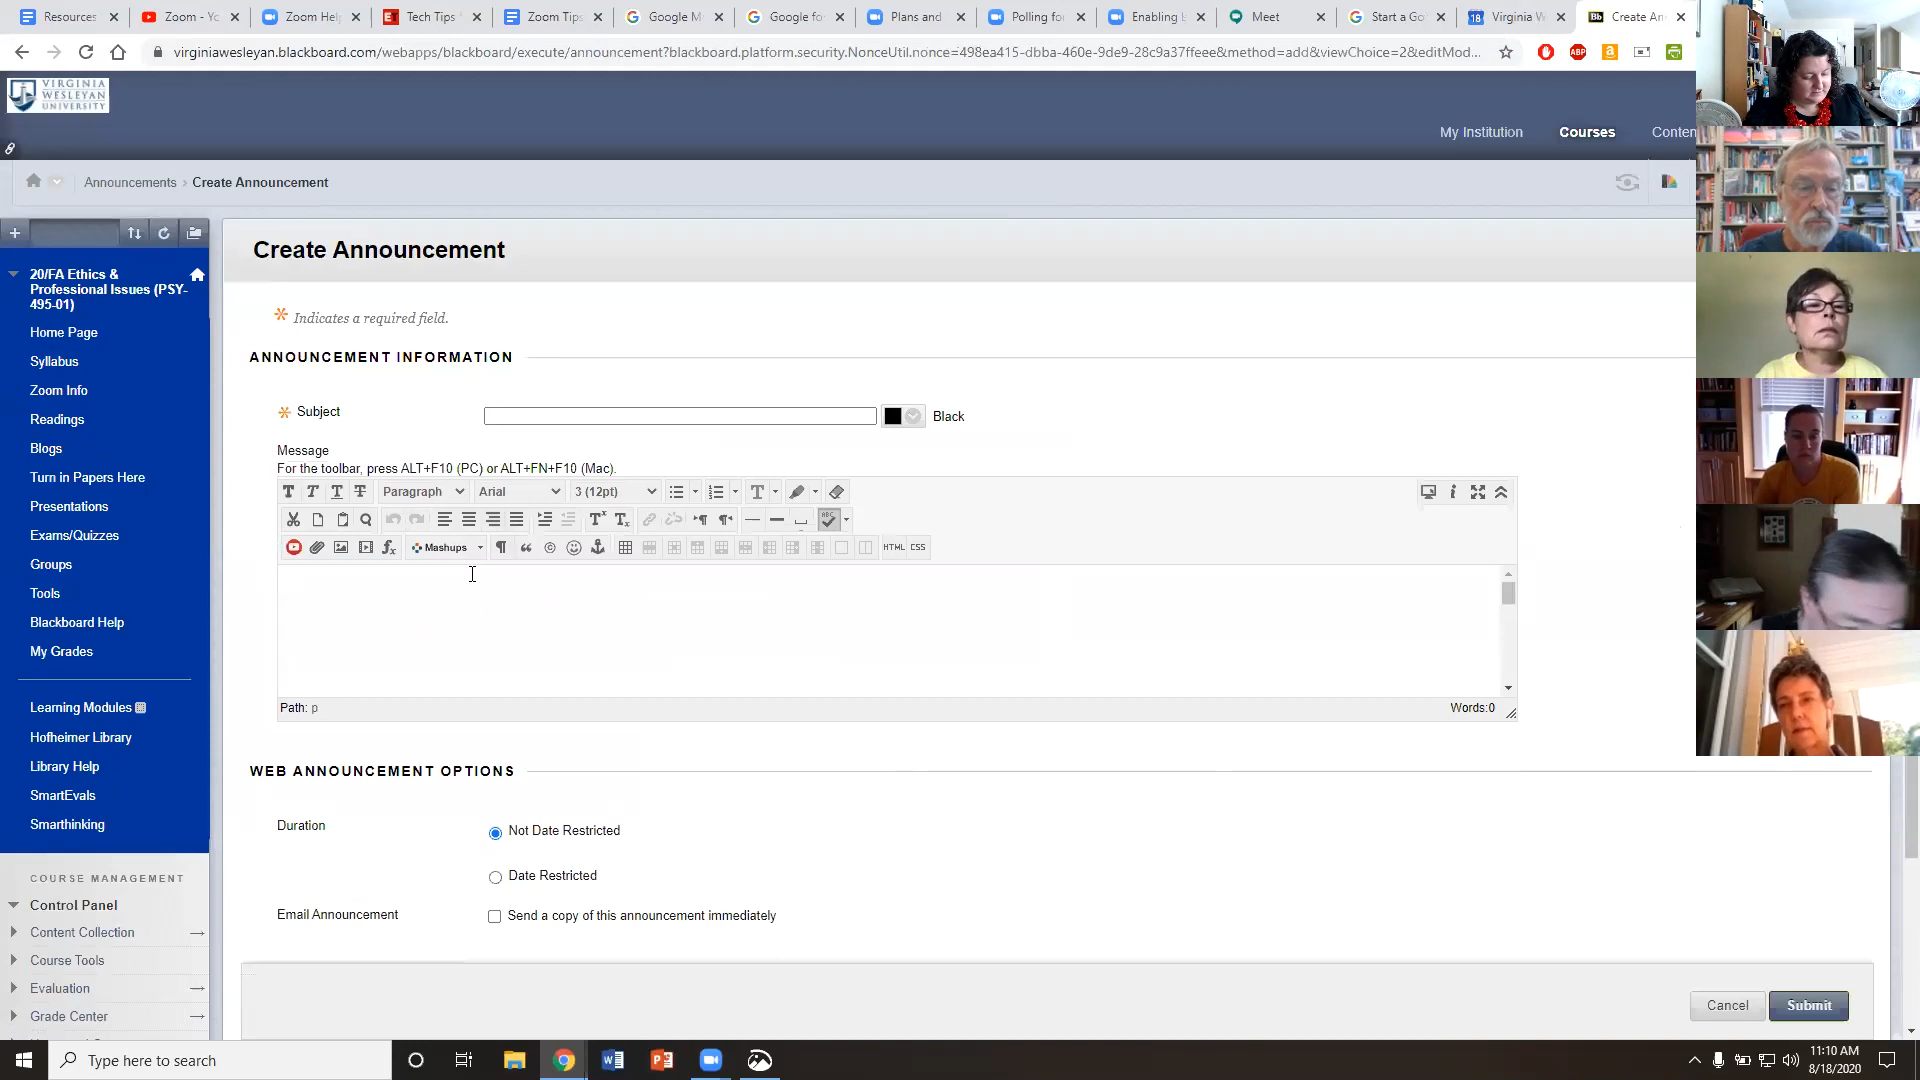 Resources
Zoom - Yc
Zoom Hel
Tech Tips
Zoom Tips
Google M
Google fo
Plans and
Polling fo
Enabling
Meet
Start a Go
18
Virginia W
Bb
Create An
virginiawesleyan.blackboard.com/webapps/blackboard/execute/announcement?blackboard.platform.security.NonceUtil.nonce=498ea415-dbba-460e-9de9-28c9a37ffeee&method=add&viewChoice=2&editMod...
ABP
VIRGINIA
WESLEYAN
UNIVERSITY
My Institution
Courses
Conten
Announcements > Create Announcement
20/FA Ethics &
Professional Issues (PSY-
495-01)
Home Page
Syllabus
Zoom Info
Readings
Blogs
Turn in Papers Here
Presentations
Exams/Quizzes
Groups
Tools
Blackboard Help
My Grades
Learning Modules
Hofheimer Library
Library Help
SmartEvals
Smarthinking
COURSE MANAGEMENT
Control Panel
Content Collection
Course Tools
Evaluation
Grade Center
Create Announcement
Indicates a required field.
ANNOUNCEMENT INFORMATION
Subject
Black
Message
For the toolbar, press ALT+F10 (PC) or ALT+FN+F10 (Mac).
T T T T Paragraph Arial 3 (12pt)
Mashups
HTML CSS
Path: p
Words:0
WEB ANNOUNCEMENT OPTIONS
Duration
Not Date Restricted
Date Restricted
Email Announcement
Send a copy of this announcement immediately
Cancel
Submit
Type here to search
11:10 AM
8/18/2020